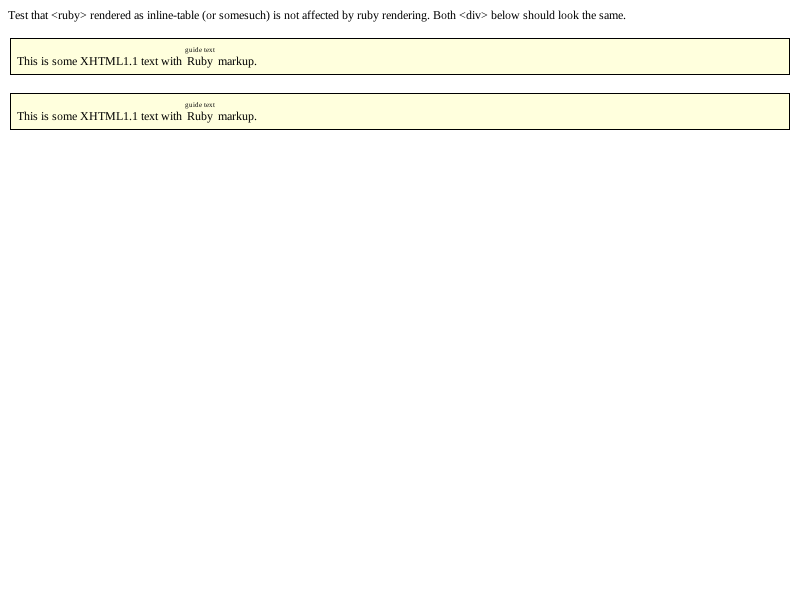 Test that <ruby> rendered as inline-table (or somesuch) is not affected by ruby rendering. Both <div> below should look the same.
guide text
This is some XHTML1.1 text with Ruby markup.
guide text
This is some XHTML1.1 text with Ruby markup.